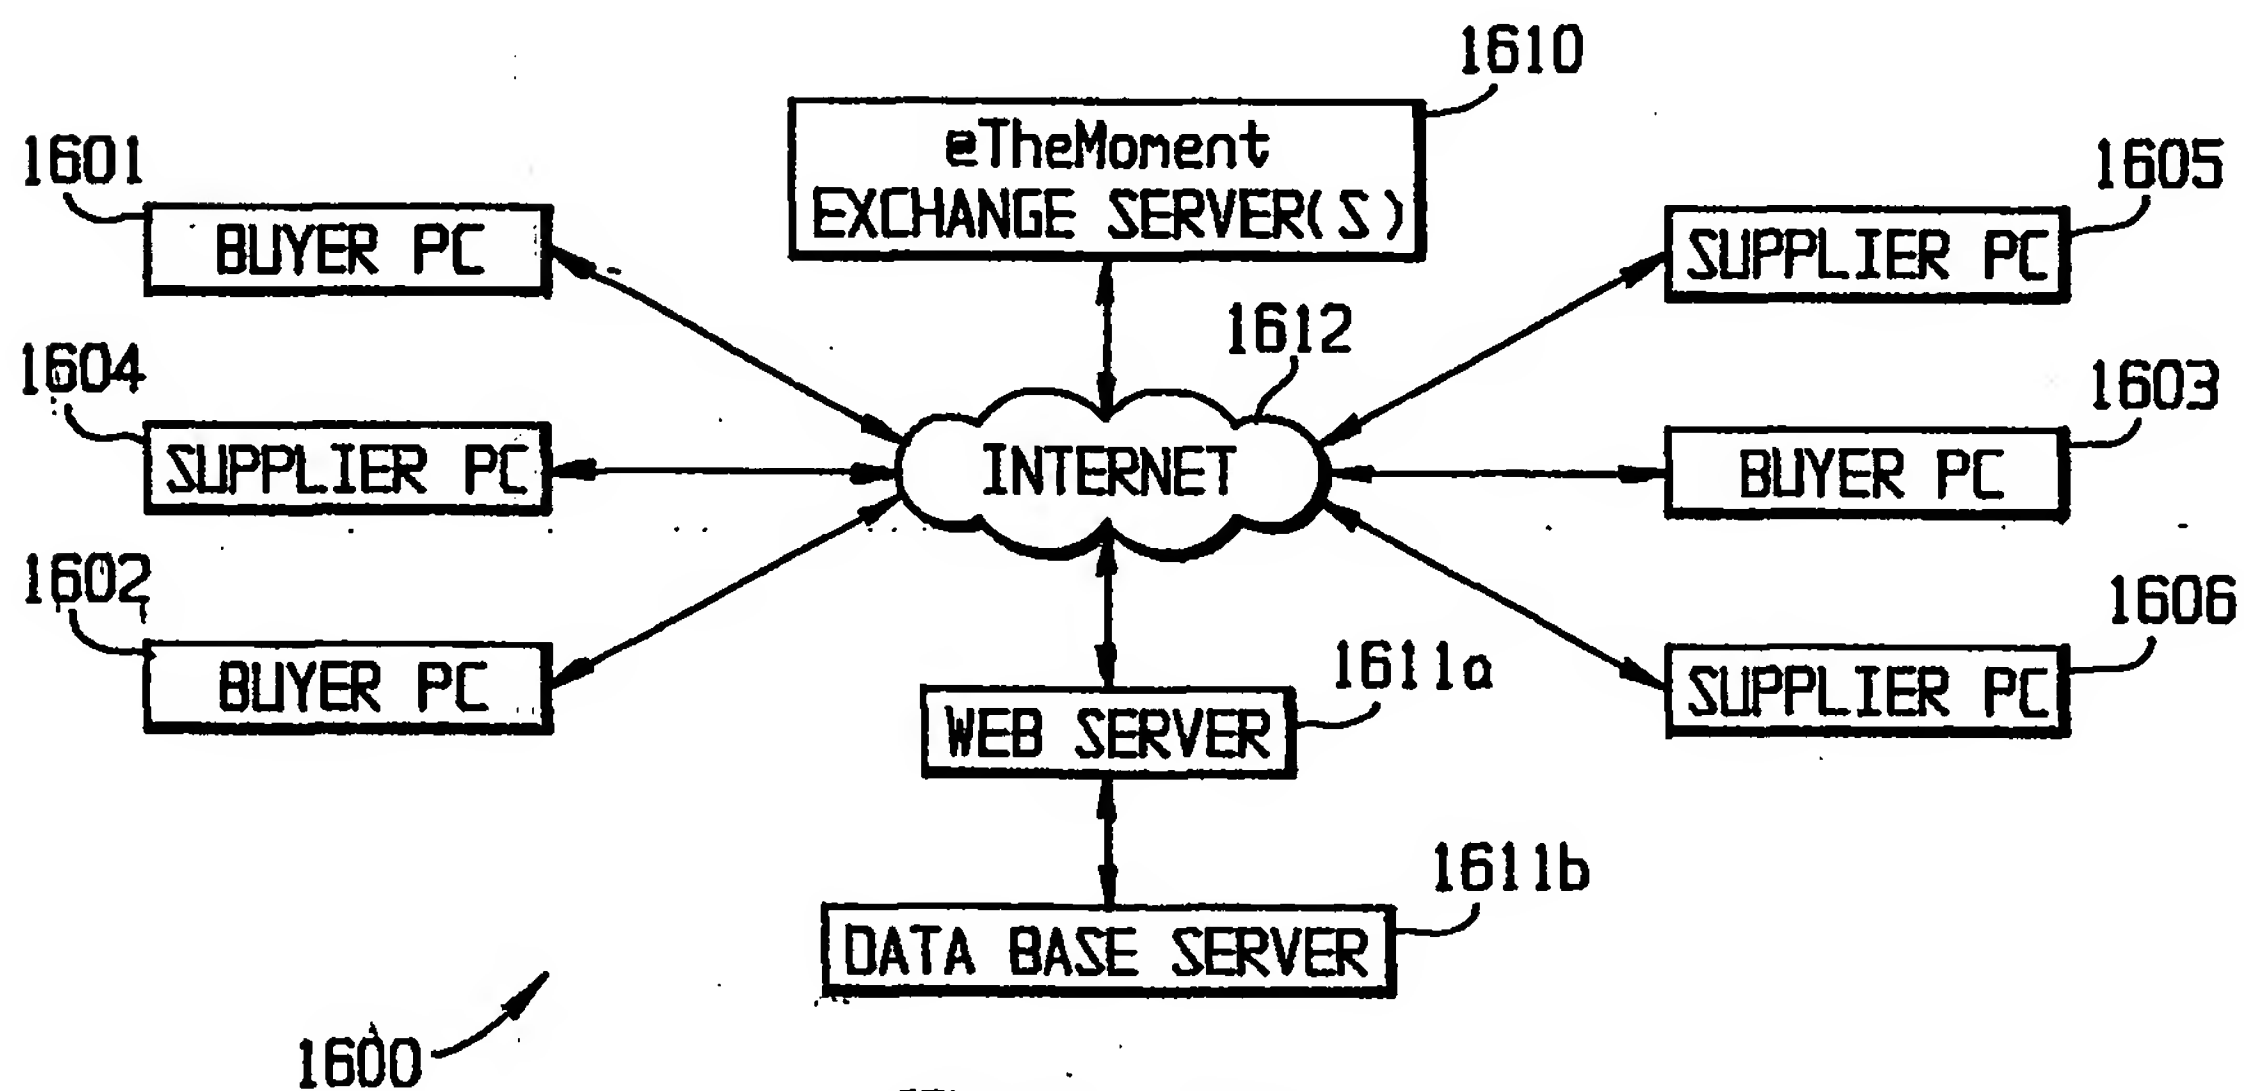 1610
@TheMoment
EXCHANGE SERVER(S)
1601
BUYER PC
1605
SUPPLIER PC
1612
1604
SUPPLIER PC
INTERNET
1603
BUYER PC
1602
BUYER PC
1606
SUPPLIER PC
1611a
WEB SERVER
1611b
DATA BASE SERVER
1600